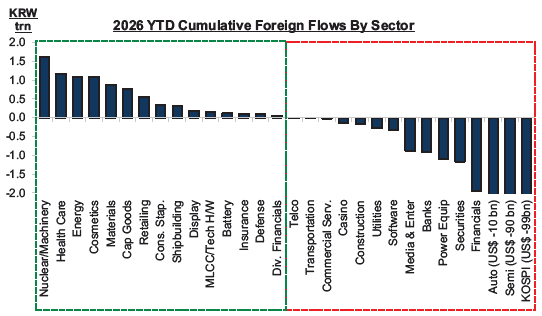 KRW
trn
2026 YTD Cumulative Foreign Flows By Sector
2.0
1.5
1.0
0.5
0.0
-0.5
-1.0
-1.5
-2.0
Nuclear/Machinery
Health Care
Energy
Cosmetics
Materials
Cap Goods
Retailing
Cons. Stap.
Shipbuilding
Display
MLCC/Tech H/W
Battery
Insurance
Defense
Div. Financials
Telco
Transportation
Commercial Serv.
Casino
Construction
Utilities
Software
Media & Enter
Banks
Power Equip
Securities
Financials
Auto (US$ -10 bn)
Semi (US$ -90 bn)
KOSPI (US$ -99bn)